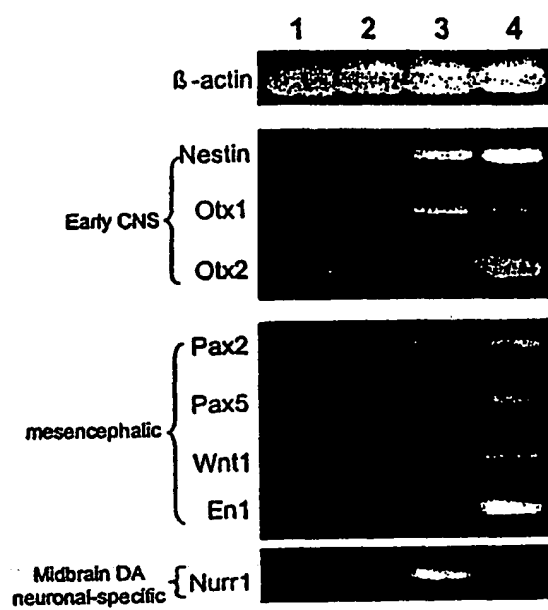 1 2 3 4
ß-actin
Nestin
Early CNS
Otx1
Otx2
Pax2
Pax5
mesencephalic
Wnt1
En1
Midbrain DA
neuronal-specific
Nurr1